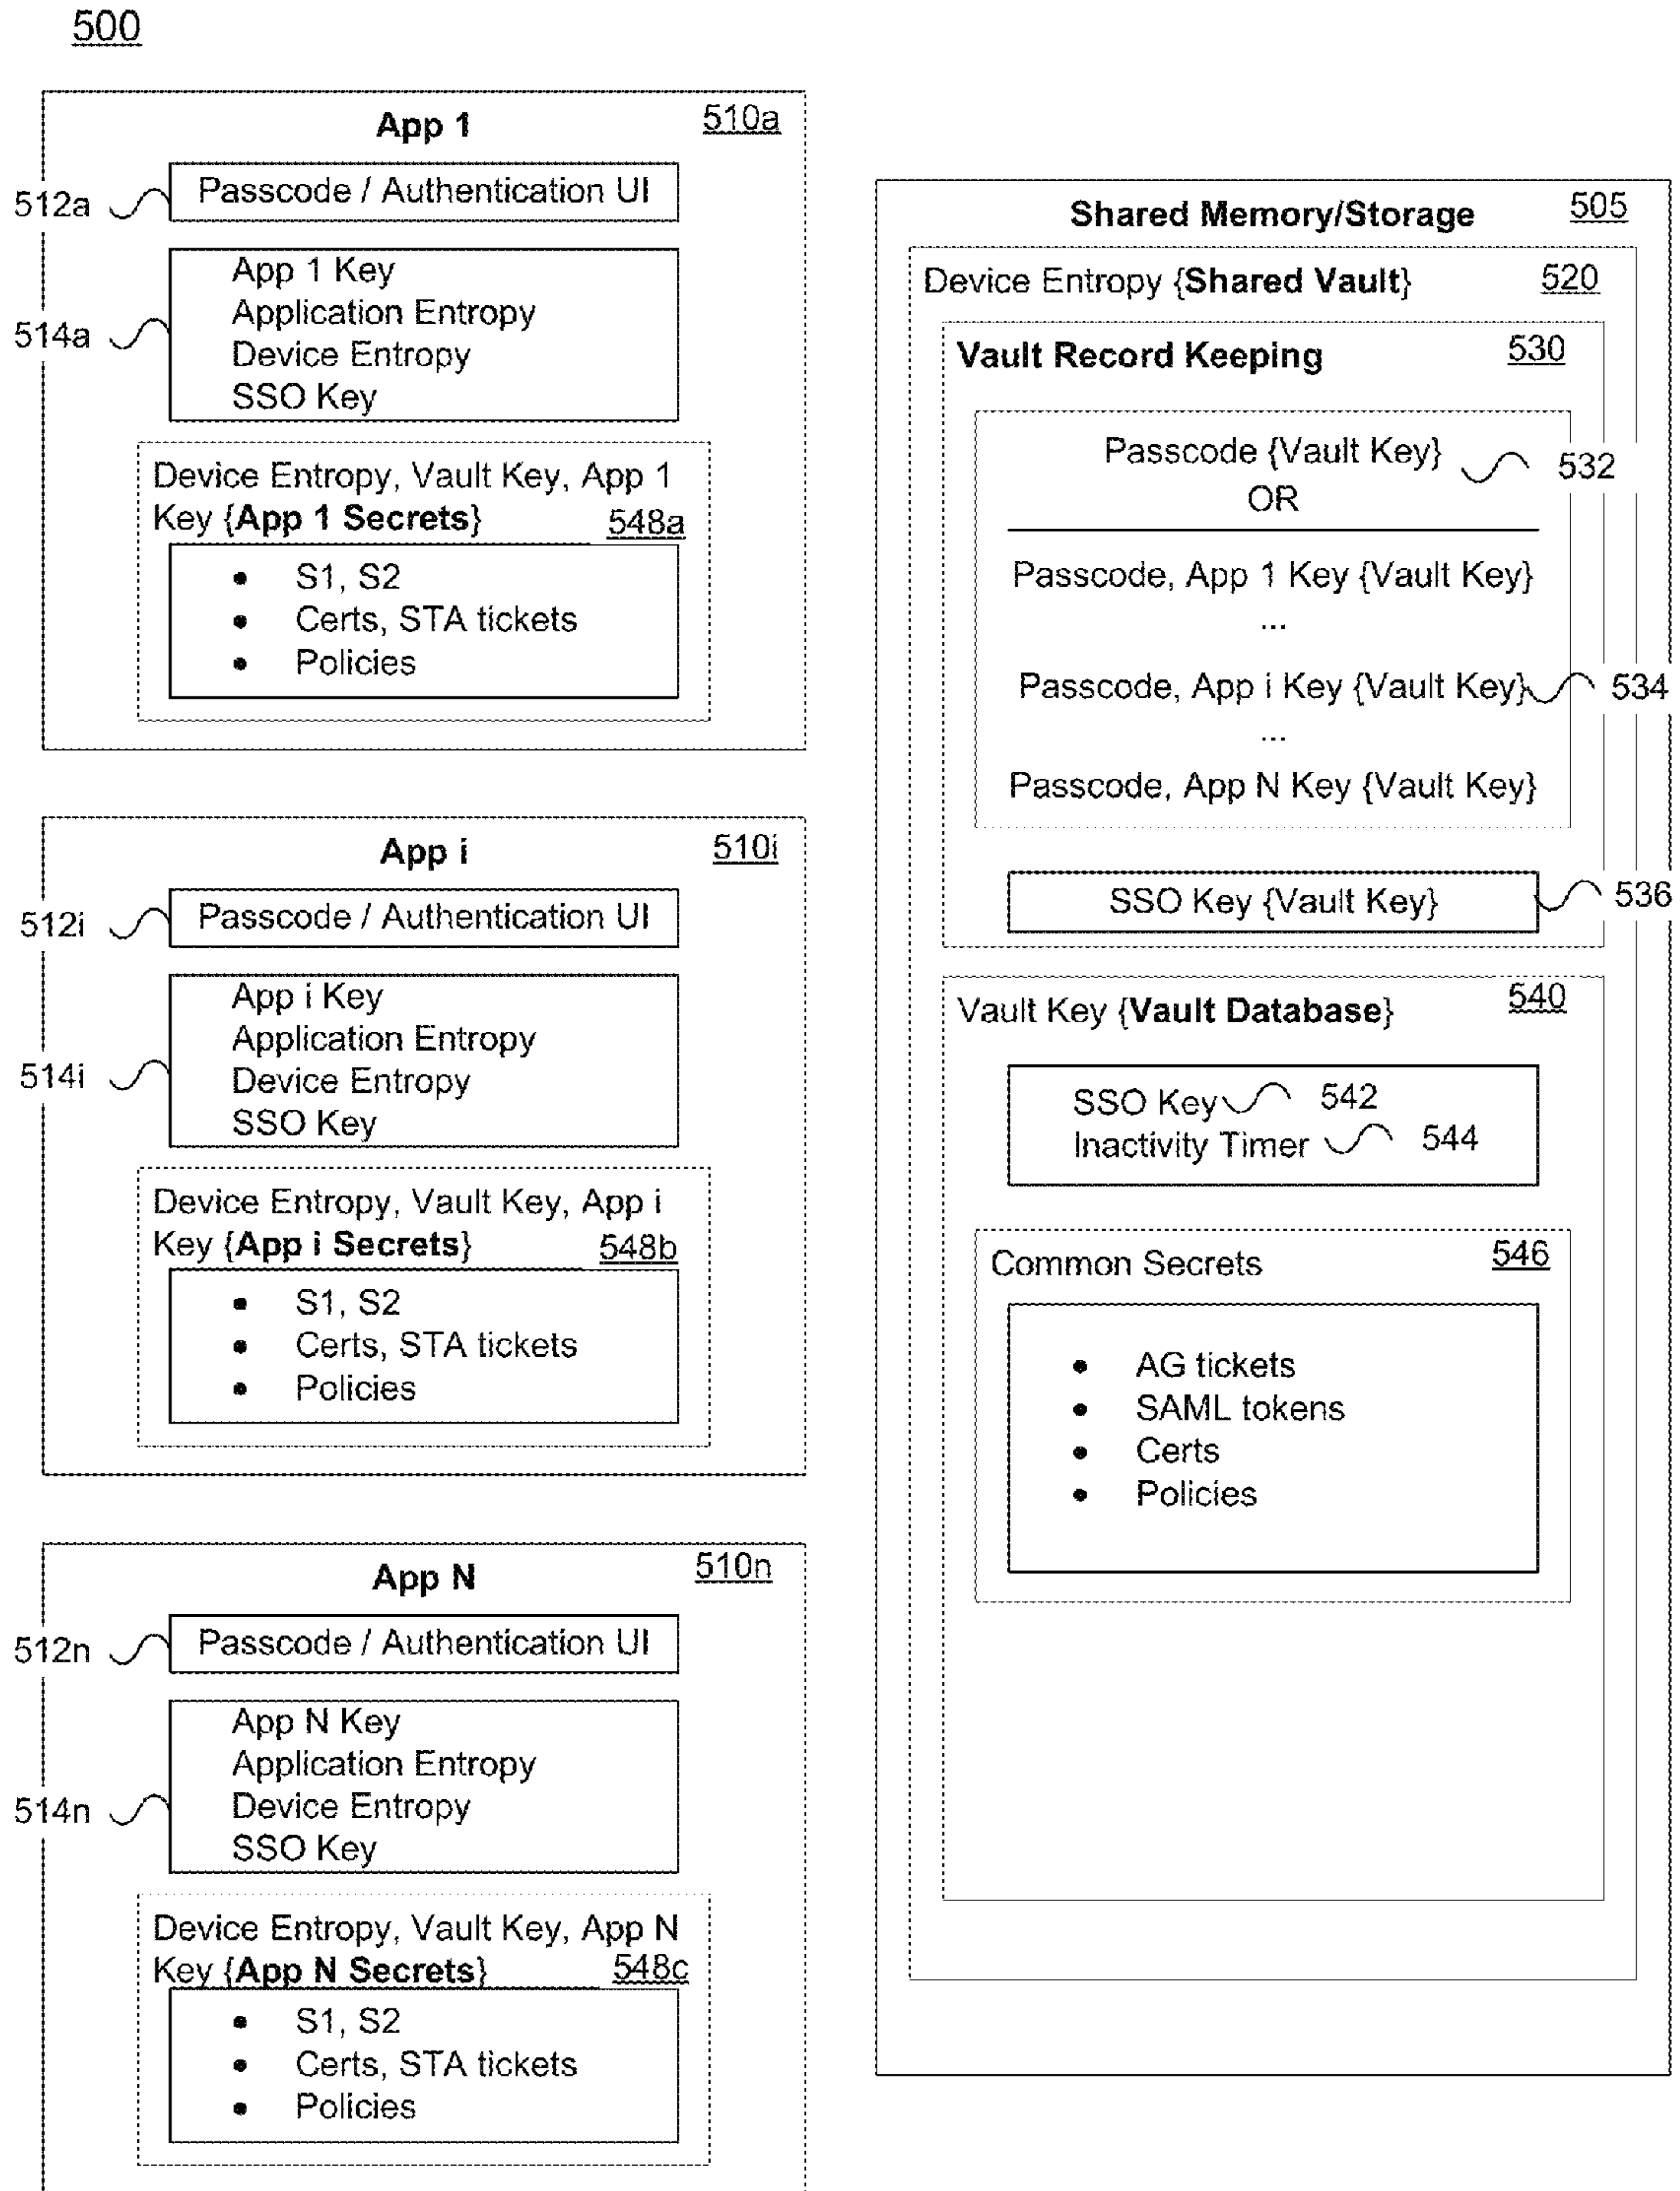 500
App 1
510a
512a
Passcode / Authentication UI
514a
App 1 Key
Application Entropy
Device Entropy
SSO Key
Device Entropy, Vault Key, App 1
Key {App 1 Secrets}
548a
• S1, S2
• Certs, STA tickets
• Policies
App i
510i
512i
Passcode / Authentication UI
514i
App i Key
Application Entropy
Device Entropy
SSO Key
Device Entropy, Vault Key, App i
Key {App i Secrets}
548b
• S1, S2
• Certs, STA tickets
• Policies
App N
510n
512n
Passcode / Authentication UI
514n
App N Key
Application Entropy
Device Entropy
SSO Key
Device Entropy, Vault Key, App N
Key {App N Secrets}
548c
• S1, S2
• Certs, STA tickets
• Policies
Shared Memory/Storage
505
Device Entropy {Shared Vault}
520
Vault Record Keeping
530
Passcode {Vault Key}
532
OR
Passcode, App 1 Key {Vault Key}
...
Passcode, App i Key {Vault Key}
534
...
Passcode, App N Key {Vault Key}
SSO Key {Vault Key}
536
Vault Key {Vault Database}
540
SSO Key
542
Inactivity Timer
544
Common Secrets
546
• AG tickets
• SAML tokens
• Certs
• Policies